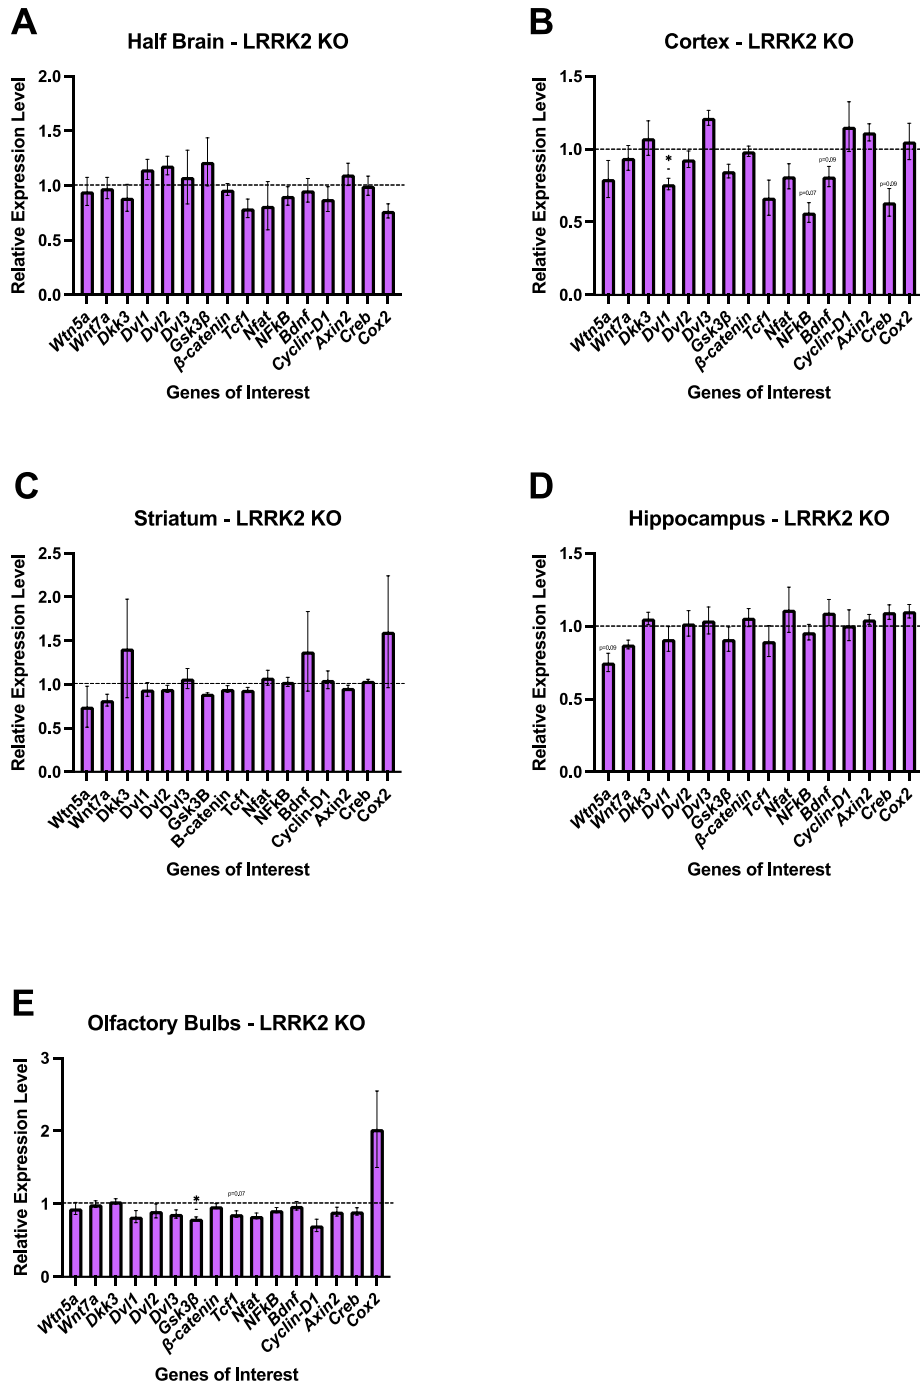 A
Half Brain - LRRK2 KO
Relative Expression Level
2.0
1.5
1.0
0.5
0.0
Wtn5a
Wnt7a
Dkk3
Dvl1
Dvl2
Dvl3
Gsk3β
β-catenin
Tcf1
Nfat
NFkB
Bdnf
Cyclin-D1
Axin2
Creb
Cox2
Genes of Interest
B
Cortex - LRRK2 KO
Relative Expression Level
1.5
1.0
0.5
0.0
*
p=0.07
p=0.09
p=0.09
Wtn5a
Wnt7a
Dkk3
Dvl1
Dvl2
Dvl3
Gsk3β
β-catenin
Tcf1
Nfat
NFkB
Bdnf
Cyclin-D1
Axin2
Creb
Cox2
Genes of Interest
C
Striatum - LRRK2 KO
Relative Expression Level
2.5
2.0
1.5
1.0
0.5
0.0
Wtn5a
Wnt7a
Dkk3
Dvl1
Dvl2
Dvl3
Gsk3B
B-catenin
Tcf1
Nfat
NFkB
Bdnf
Cyclin-D1
Axin2
Creb
Cox2
Genes of Interest
D
Hippocampus - LRRK2 KO
Relative Expression Level
1.5
1.0
0.5
0.0
p=0.09
Wtn5a
Wnt7a
Dkk3
Dvl1
Dvl2
Dvl3
Gsk3β
β-catenin
Tcf1
Nfat
NFkB
Bdnf
Cyclin-D1
Axin2
Creb
Cox2
Genes of Interest
E
Olfactory Bulbs - LRRK2 KO
Relative Expression Level
3
2
1
0
*
p=0.07
Wtn5a
Wnt7a
Dkk3
Dvl1
Dvl2
Dvl3
Gsk3β
β-catenin
Tcf1
Nfat
NFkB
Bdnf
Cyclin-D1
Axin2
Creb
Cox2
Genes of Interest